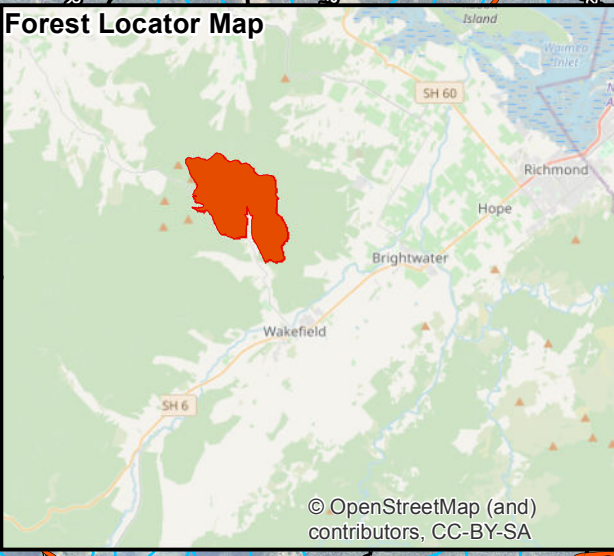 Forest Locator Map
Island
Waimea
Inlet
SH 60
Richmond
Hope
Brightwater
Wakefield
SH 6
© OpenStreetMap (and)
contributors, CC-BY-SA